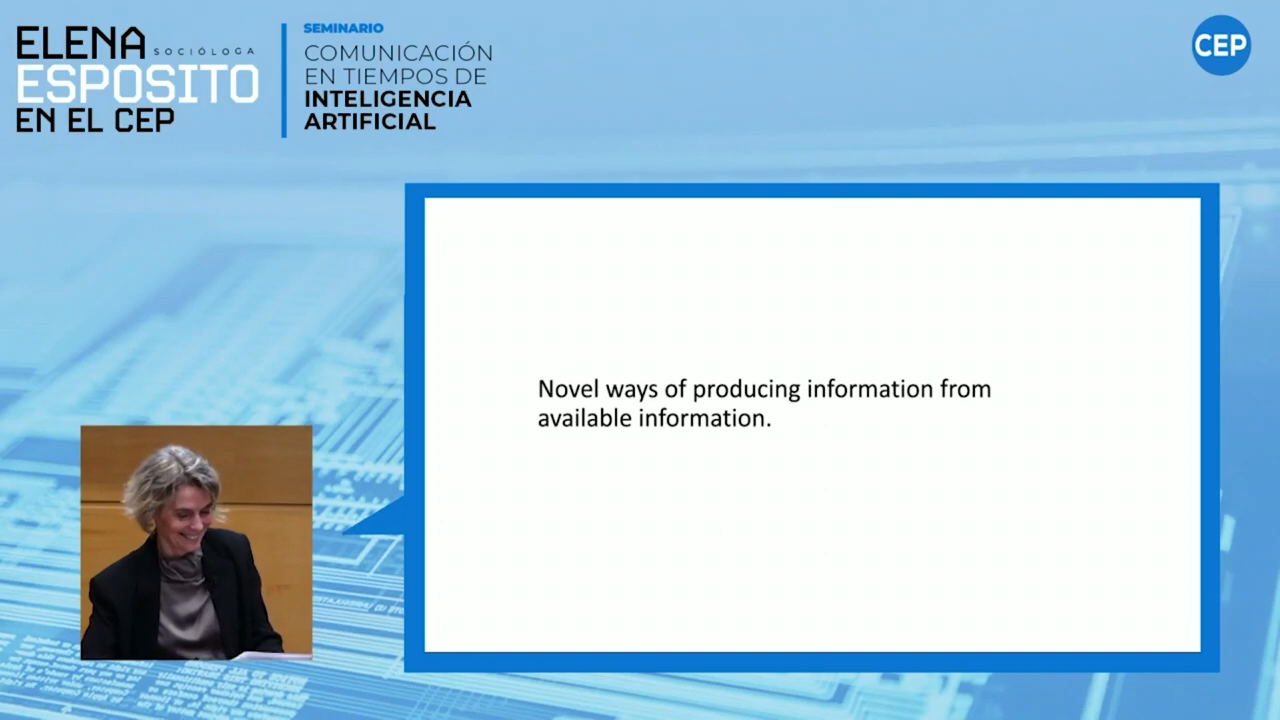 ELENA SOCIÓLOGA
ESPOSITO
EN EL CEP
SEMINARIO
COMUNICACIÓN
EN TIEMPOS DE
INTELIGENCIA
ARTIFICIAL
CEP
Novel ways of producing information from
available information.